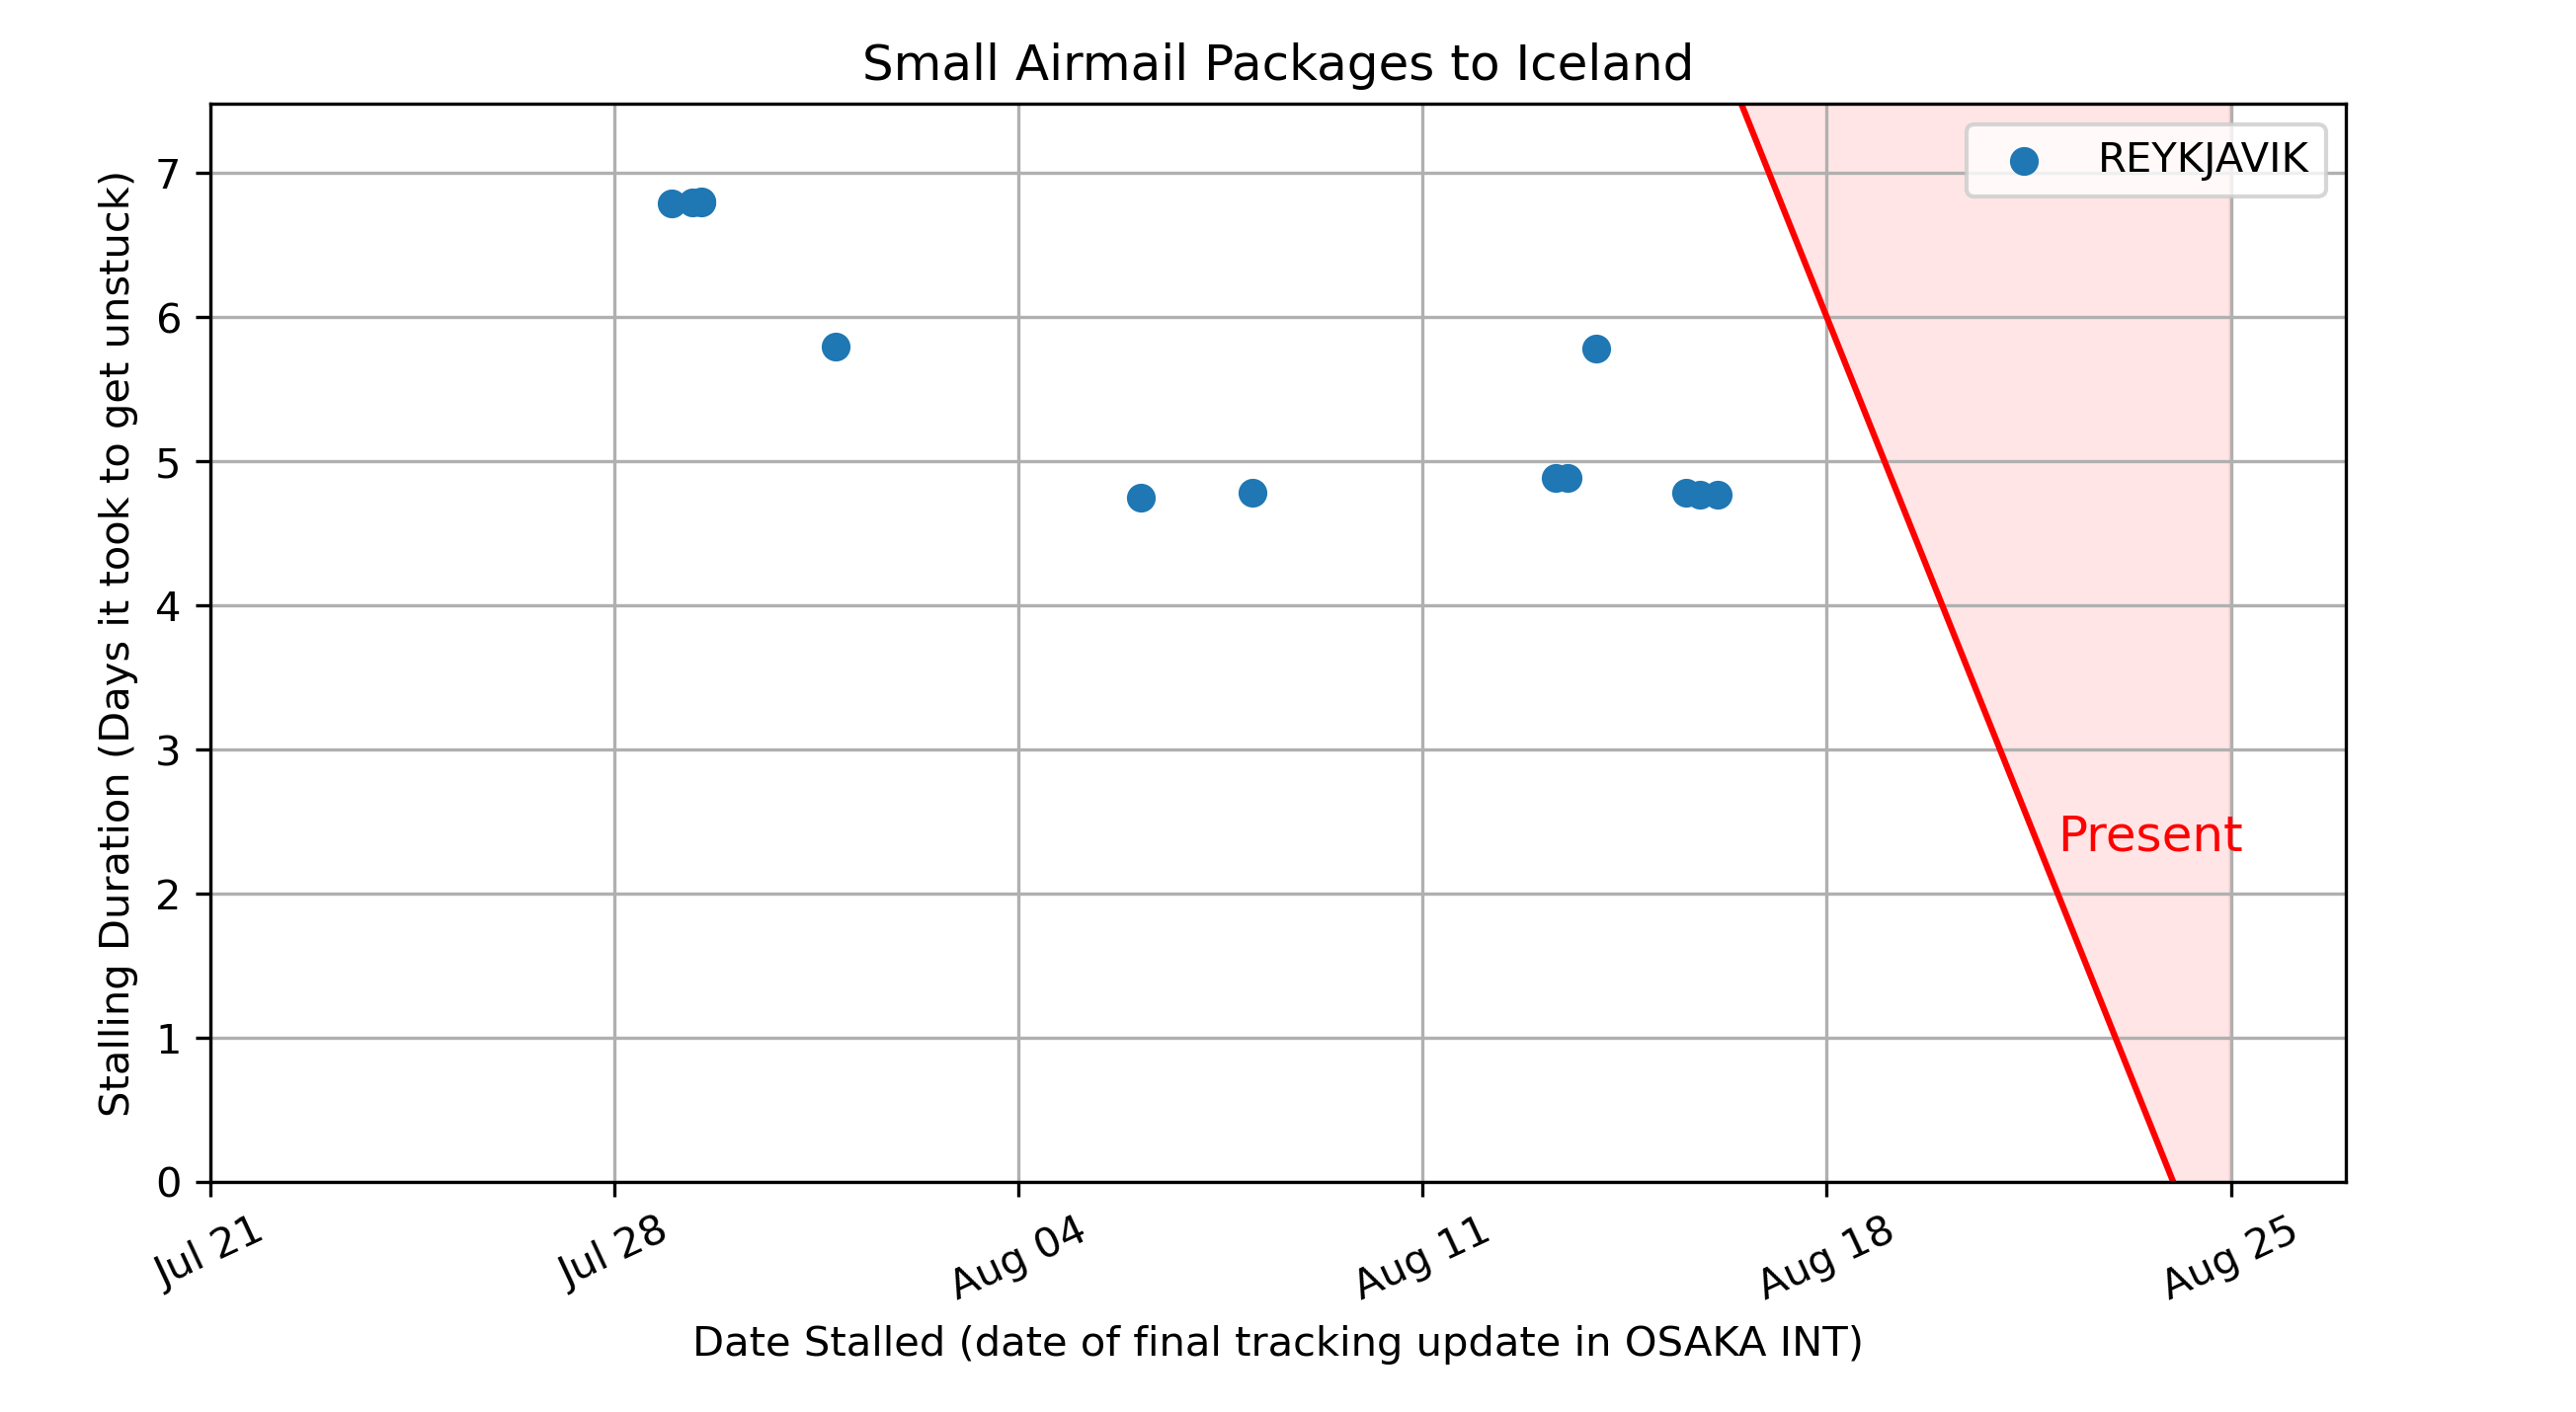 Small Airmail Packages to Iceland
REYKJAVIK
Stalling Duration (Days it took to get unstuck)
7
6
5
4
3
2
1
0
Present
Jul 21
Jul 28
Aug 04
Aug 11
Aug 18
Aug 25
Date Stalled (date of final tracking update in OSAKA INT)